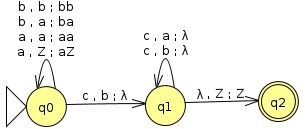 b , b ; bb
b , a ; ba
a , a ; aa
a , Z ; aZ
c , a ; λ
c , b ; λ
c , b ; λ
λ , Z ; Z
q0
q1
q2